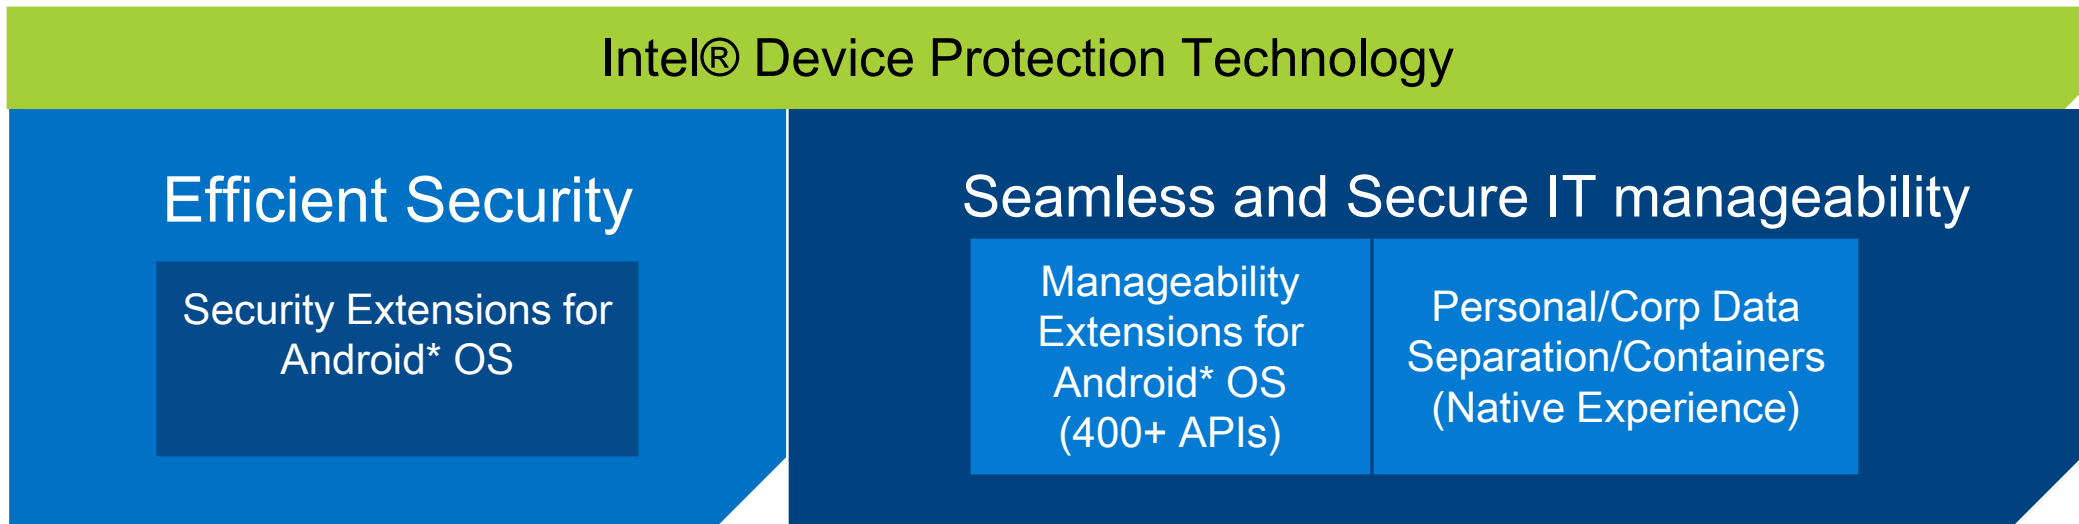 Intel® Device Protection Technology
Efficient Security
Security Extensions for
Android* OS
Seamless and Secure IT manageability
Manageability
Extensions for
Android* OS
(400+ APIs)
Personal/Corp Data
Separation/Containers
(Native Experience)